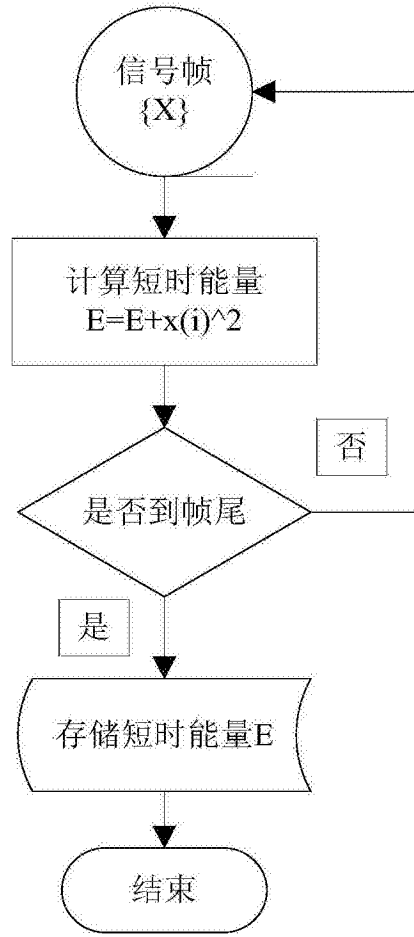 信号帧
{X}
计算短时能量
E=E+x(i)^2
否
是否到帧尾
是
存储短时能量E
结束